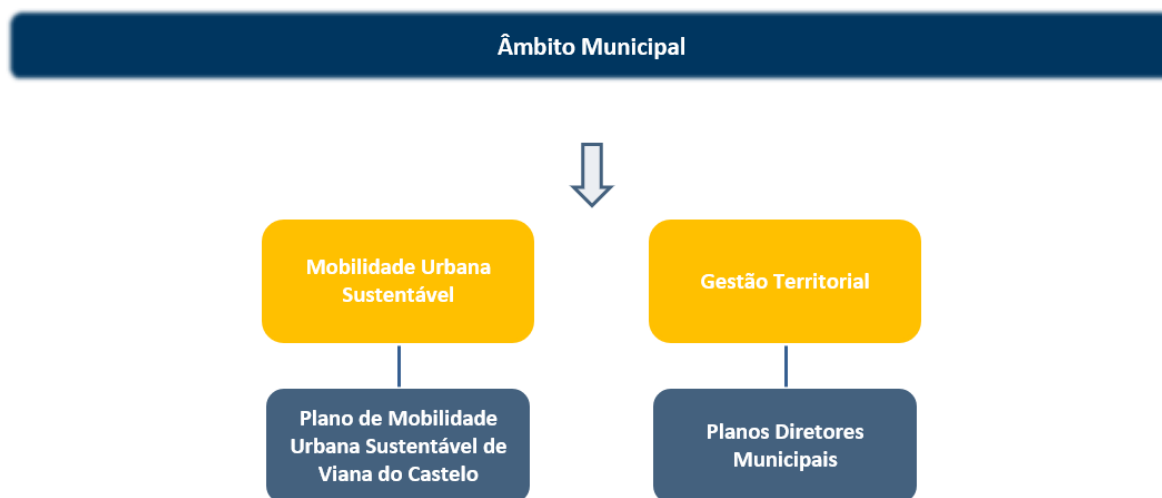 Âmbito Municipal
Mobilidade Urbana
Sustentável
Gestão Territorial
Plano de Mobilidade
Urbana Sustentável de
Viana do Castelo
Planos Diretores
Municipais